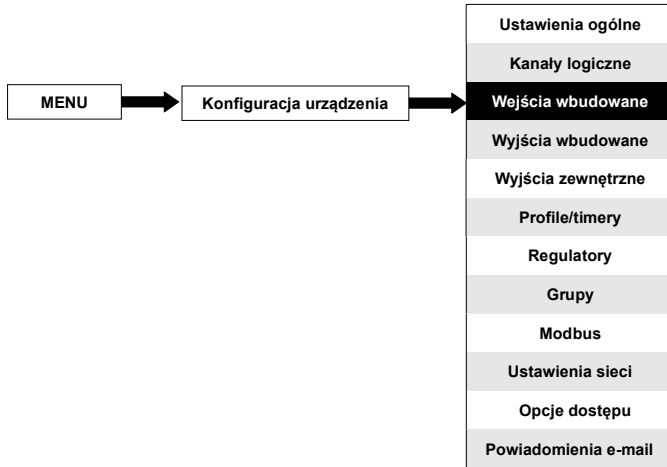 MENU
Konfiguracja urządzenia
Ustawienia ogólne
Kanały logiczne
Wejścia wbudowane
Wyjścia wbudowane
Wyjścia zewnętrzne
Profile/timery
Regulatory
Grupy
Modbus
Ustawienia sieci
Opcje dostępu
Powiadomienia e-mail